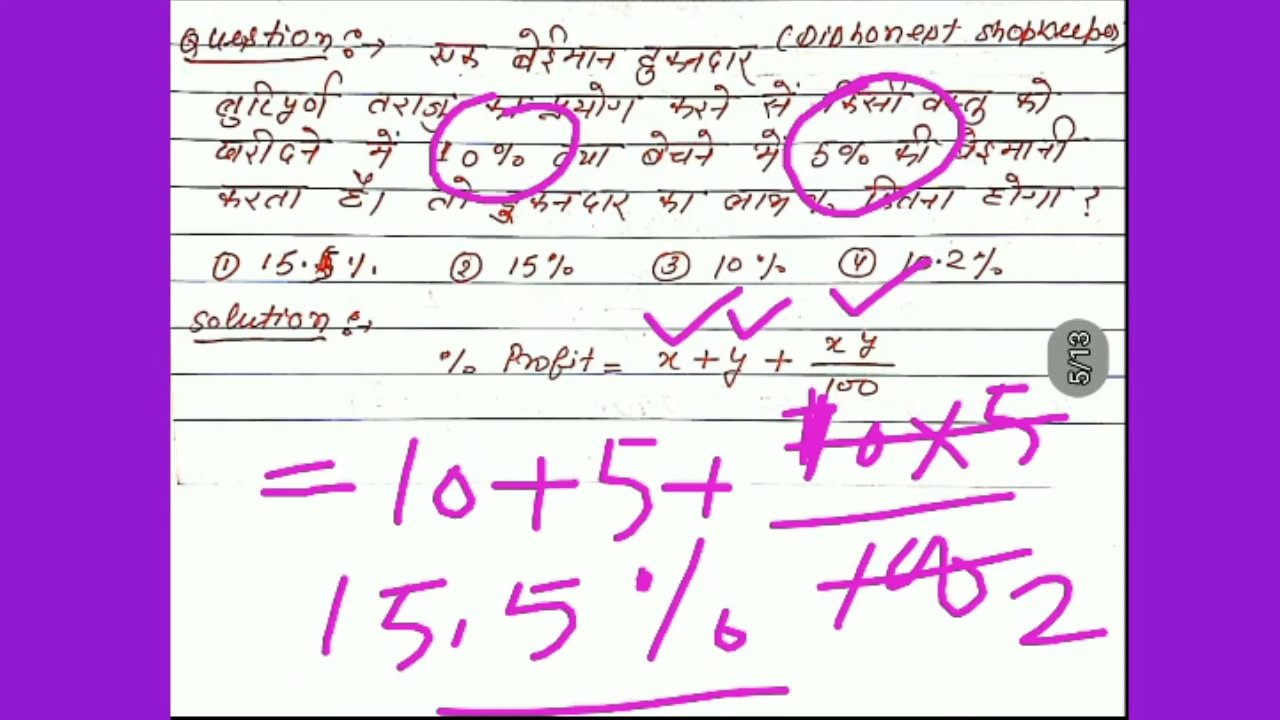 Question :→ एक बेईमान दुकानदार (Dishonest shopkeeper)
त्रुटिपूर्ण तराजु का प्रयोग करने से किसी वस्तु को
खरीदने में 10% तथा बेचने में 5% की बेईमानी
करता है। तो दुकानदार का लाभ % कितना होगा ?
① 15.5% ② 15% ③ 10% ④ 10.2%
Solution :→
% Profit = x + y + xy/100
= 10 + 5 + 10×5/100 2
15.5%
5/13